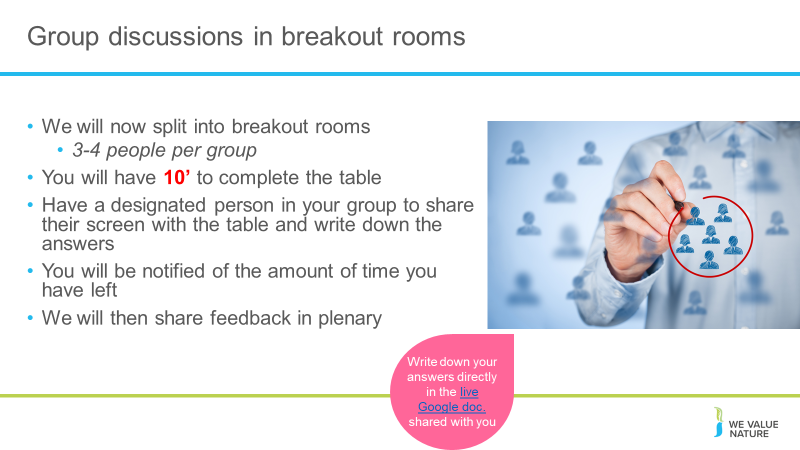 Group discussions in breakout rooms
• We will now split into breakout rooms
• 3-4 people per group
• You will have 10’ to complete the table
• Have a designated person in your group to share
their screen with the table and write down the
answers
• You will be notified of the amount of time you
have left
• We will then share feedback in plenary
Write down your
answers directly
in the live
Google doc.
shared with you
WE VALUE
NATURE